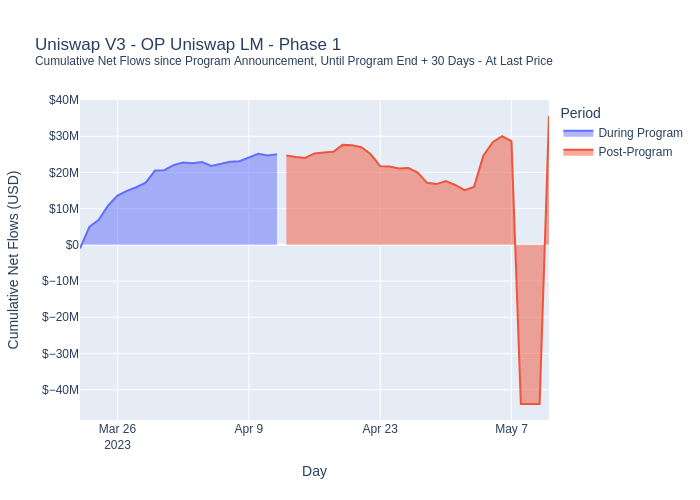 Uniswap V3 - OP Uniswap LM - Phase 1
Cumulative Net Flows since Program Announcement, Until Program End + 30 Days - At Last Price
Period
During Program
Post-Program
Cumulative Net Flows (USD)
$40M
$30M
$20M
$10M
$0
$−10M
$−20M
$−30M
$−40M
Mar 26
2023
Apr 9
Apr 23
May 7
Day